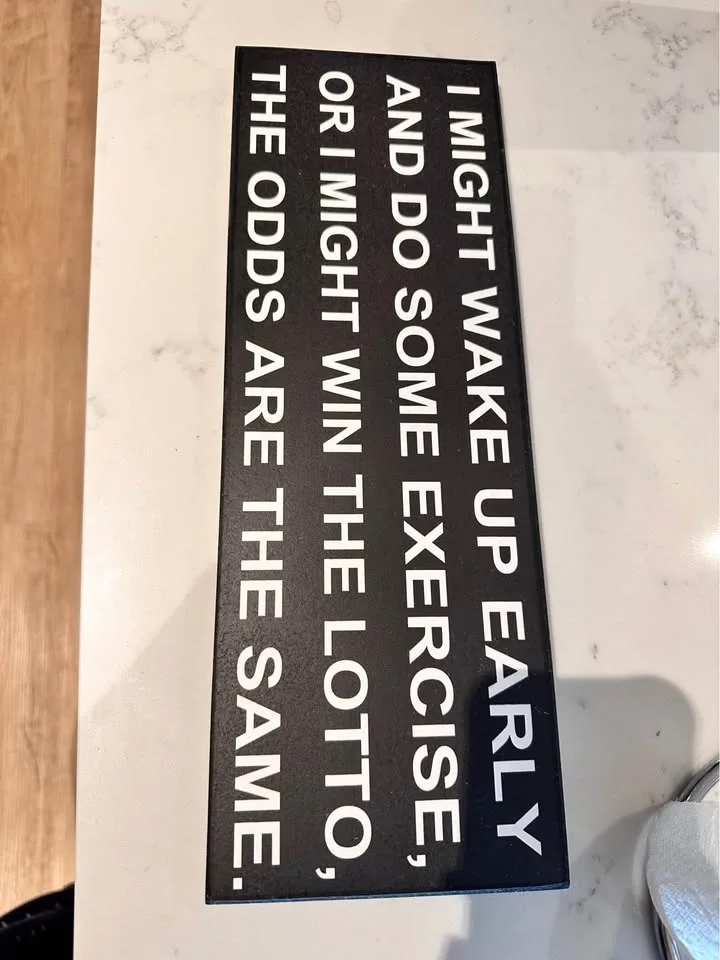 I MIGHT WAKE UP EARLY
AND DO SOME EXERCISE,
OR I MIGHT WIN THE LOTTO,
THE ODDS ARE THE SAME.